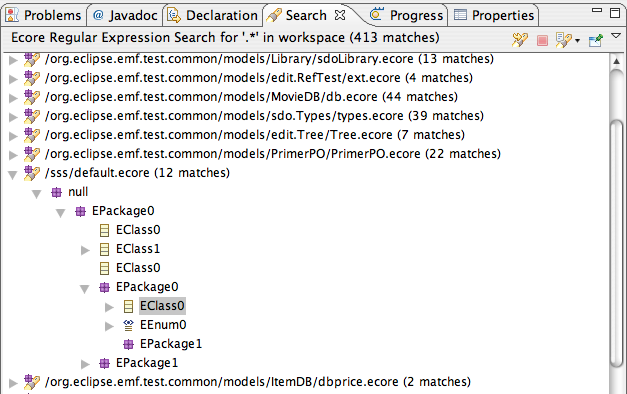 Problems @ Javadoc Declaration Search Progress Properties
Ecore Regular Expression Search for '.*' in workspace (413 matches)
/org.eclipse.emf.test.common/models/Library/sdoLibrary.ecore (13 matches)
/org.eclipse.emf.test.common/models/edit.RefTest/ext.ecore (4 matches)
/org.eclipse.emf.test.common/models/MovieDB/db.ecore (44 matches)
/org.eclipse.emf.test.common/models/sdo.Types/types.ecore (39 matches)
/org.eclipse.emf.test.common/models/edit.Tree/Tree.ecore (7 matches)
/org.eclipse.emf.test.common/models/PrimerPO/PrimerPO.ecore (22 matches)
/sss/default.ecore (12 matches)
null
EPackage0
EClass0
EClass1
EClass0
EPackage0
EClass0
EEnum0
EPackage1
EPackage1
/org.eclipse.emf.test.common/models/ItemDB/dbprice.ecore (2 matches)